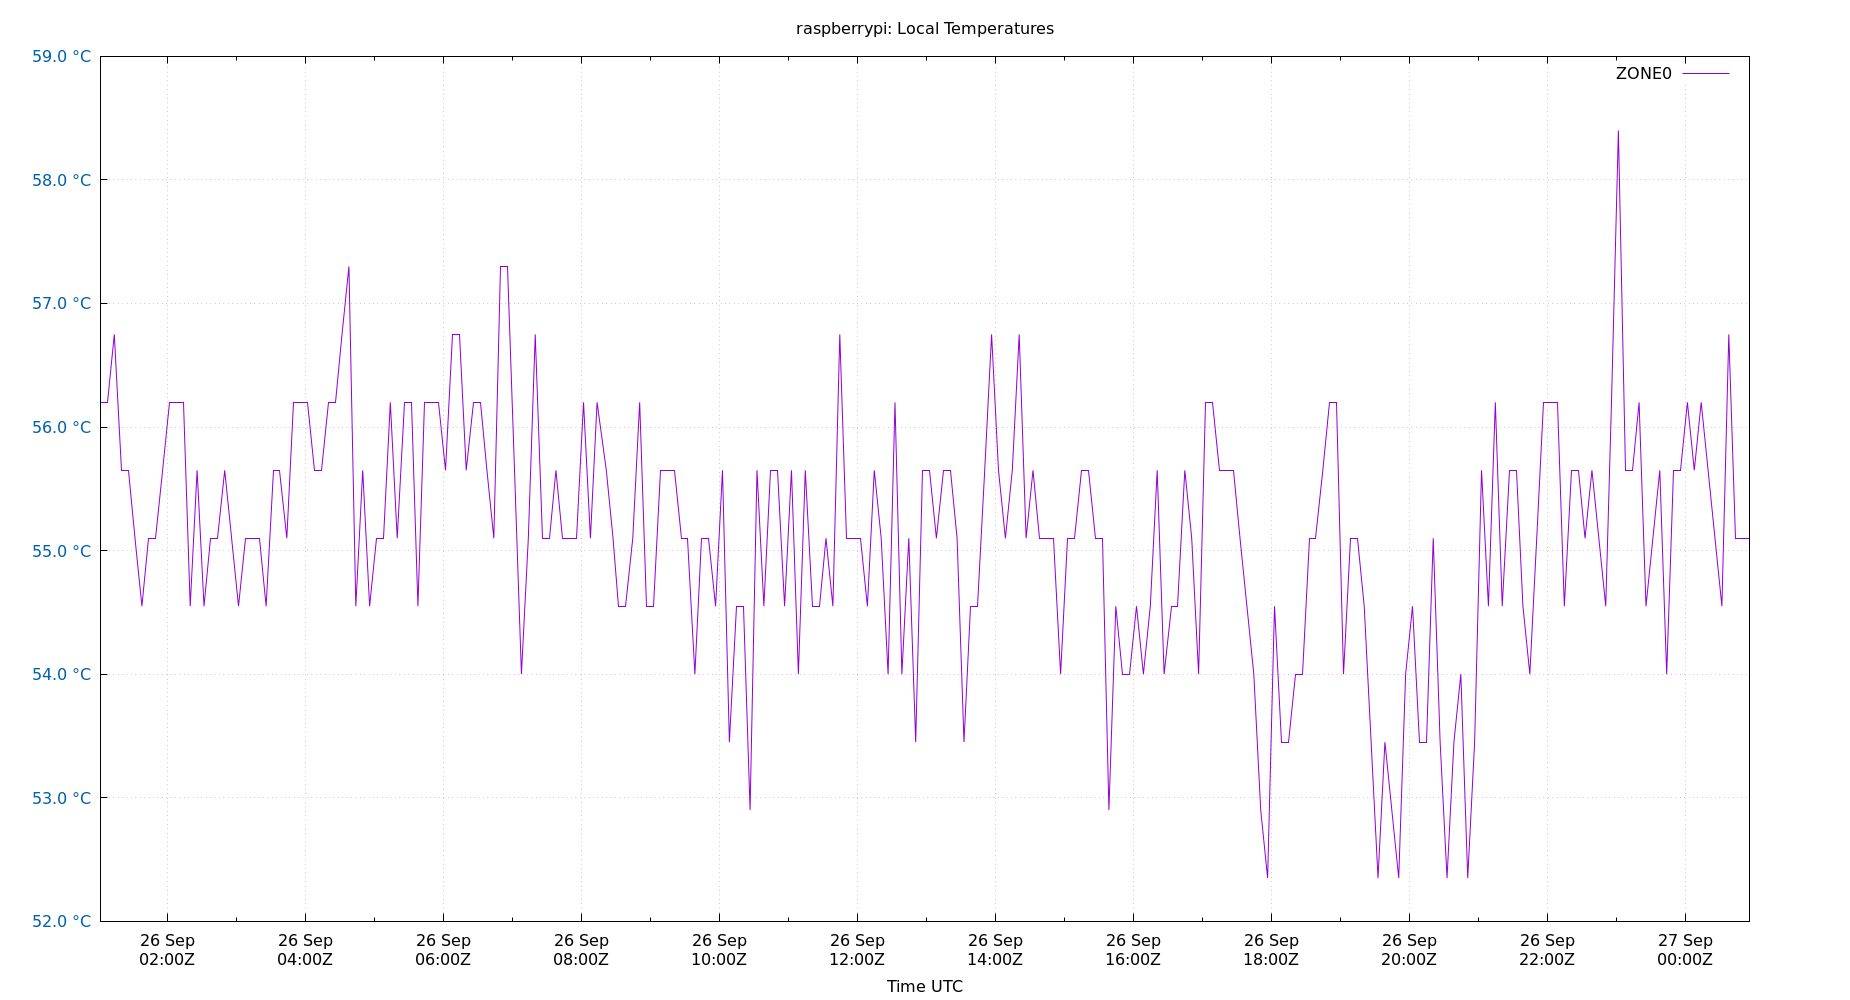 raspberrypi: Local Temperatures
ZONE0
59.0 °C
58.0 °C
57.0 °C
56.0 °C
55.0 °C
54.0 °C
53.0 °C
52.0 °C
26 Sep 26 Sep 26 Sep 26 Sep 26 Sep 26 Sep 26 Sep 26 Sep 26 Sep 26 Sep 26 Sep 27 Sep
02:00Z 04:00Z 06:00Z 08:00Z 10:00Z 12:00Z 14:00Z 16:00Z 18:00Z 20:00Z 22:00Z 00:00Z
Time UTC